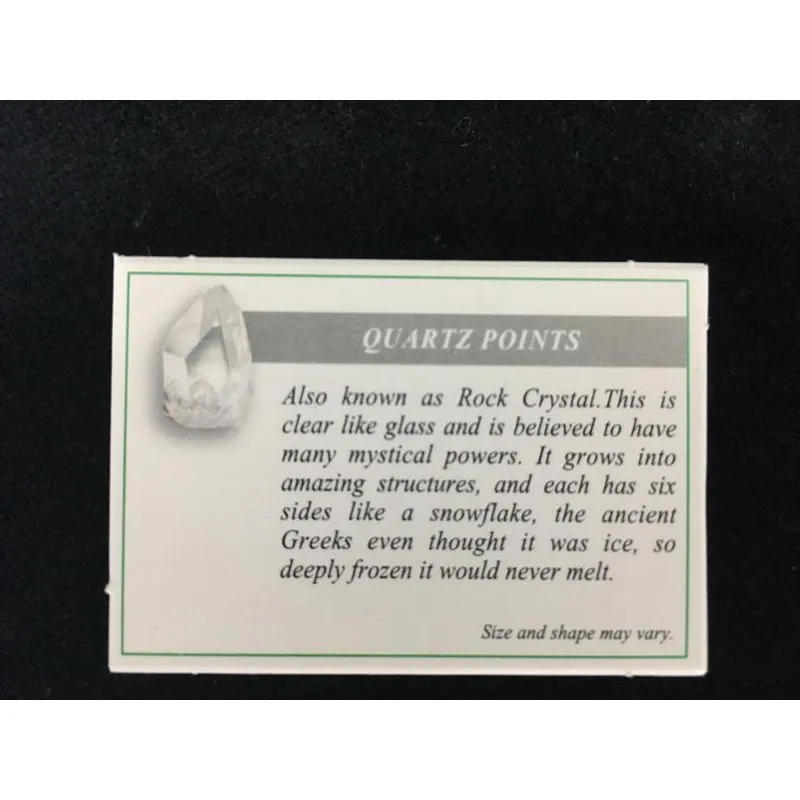 QUARTZ POINTS
Also known as Rock Crystal.This is
clear like glass and is believed to have
many mystical powers. It grows into
amazing structures, and each has six
sides like a snowflake, the ancient
Greeks even thought it was ice, so
deeply frozen it would never melt.
Size and shape may vary.